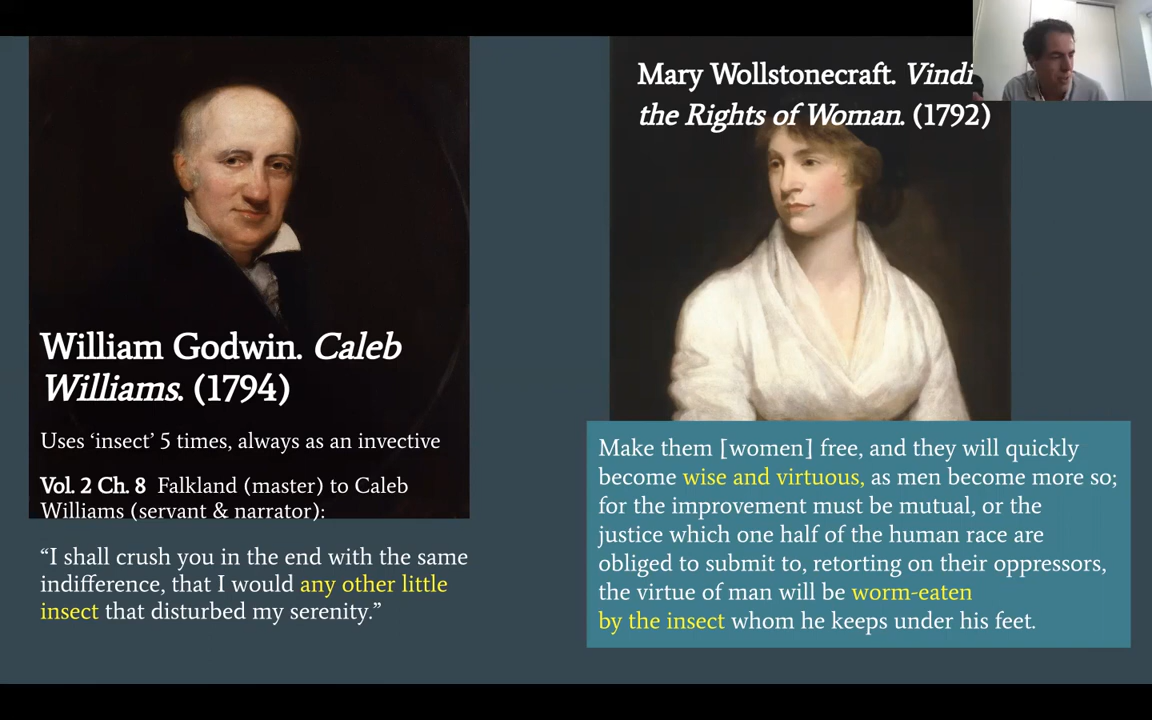 William Godwin. Caleb
Williams. (1794)
Uses ‘insect’ 5 times, always as an invective
Vol. 2 Ch. 8 Falkland (master) to Caleb
Williams (servant & narrator):
“I shall crush you in the end with the same
indifference, that I would any other little
insect that disturbed my serenity.”
Mary Wollstonecraft. Vindi
the Rights of Woman. (1792)
Make them [women] free, and they will quickly
become wise and virtuous, as men become more so;
for the improvement must be mutual, or the
justice which one half of the human race are
obliged to submit to, retorting on their oppressors,
the virtue of man will be worm-eaten
by the insect whom he keeps under his feet.